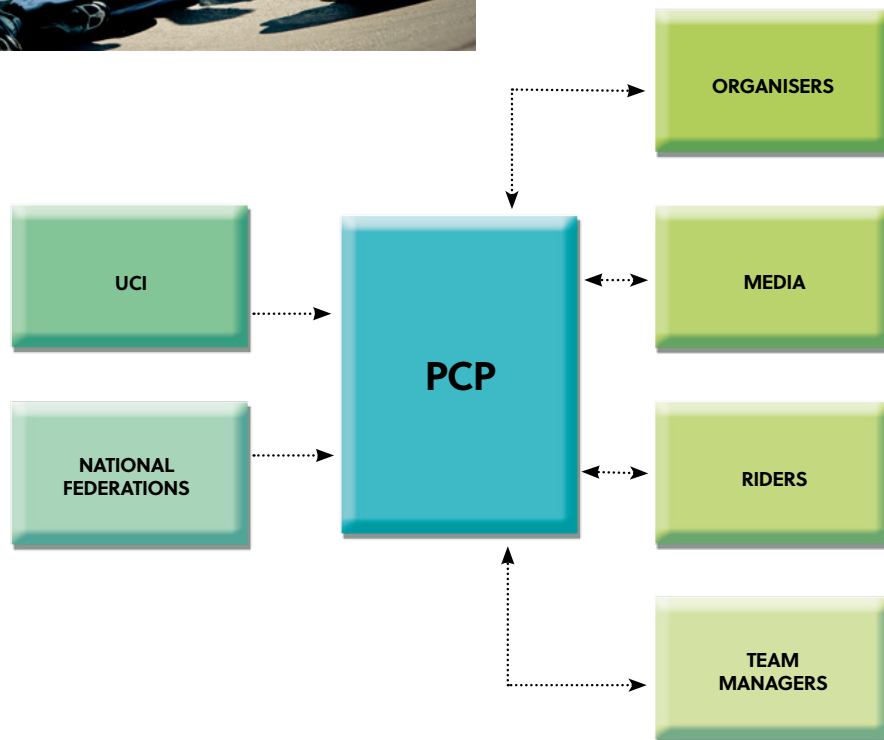 ORGANISERS
UCI
MEDIA
PCP
NATIONAL
FEDERATIONS
RIDERS
TEAM
MANAGERS